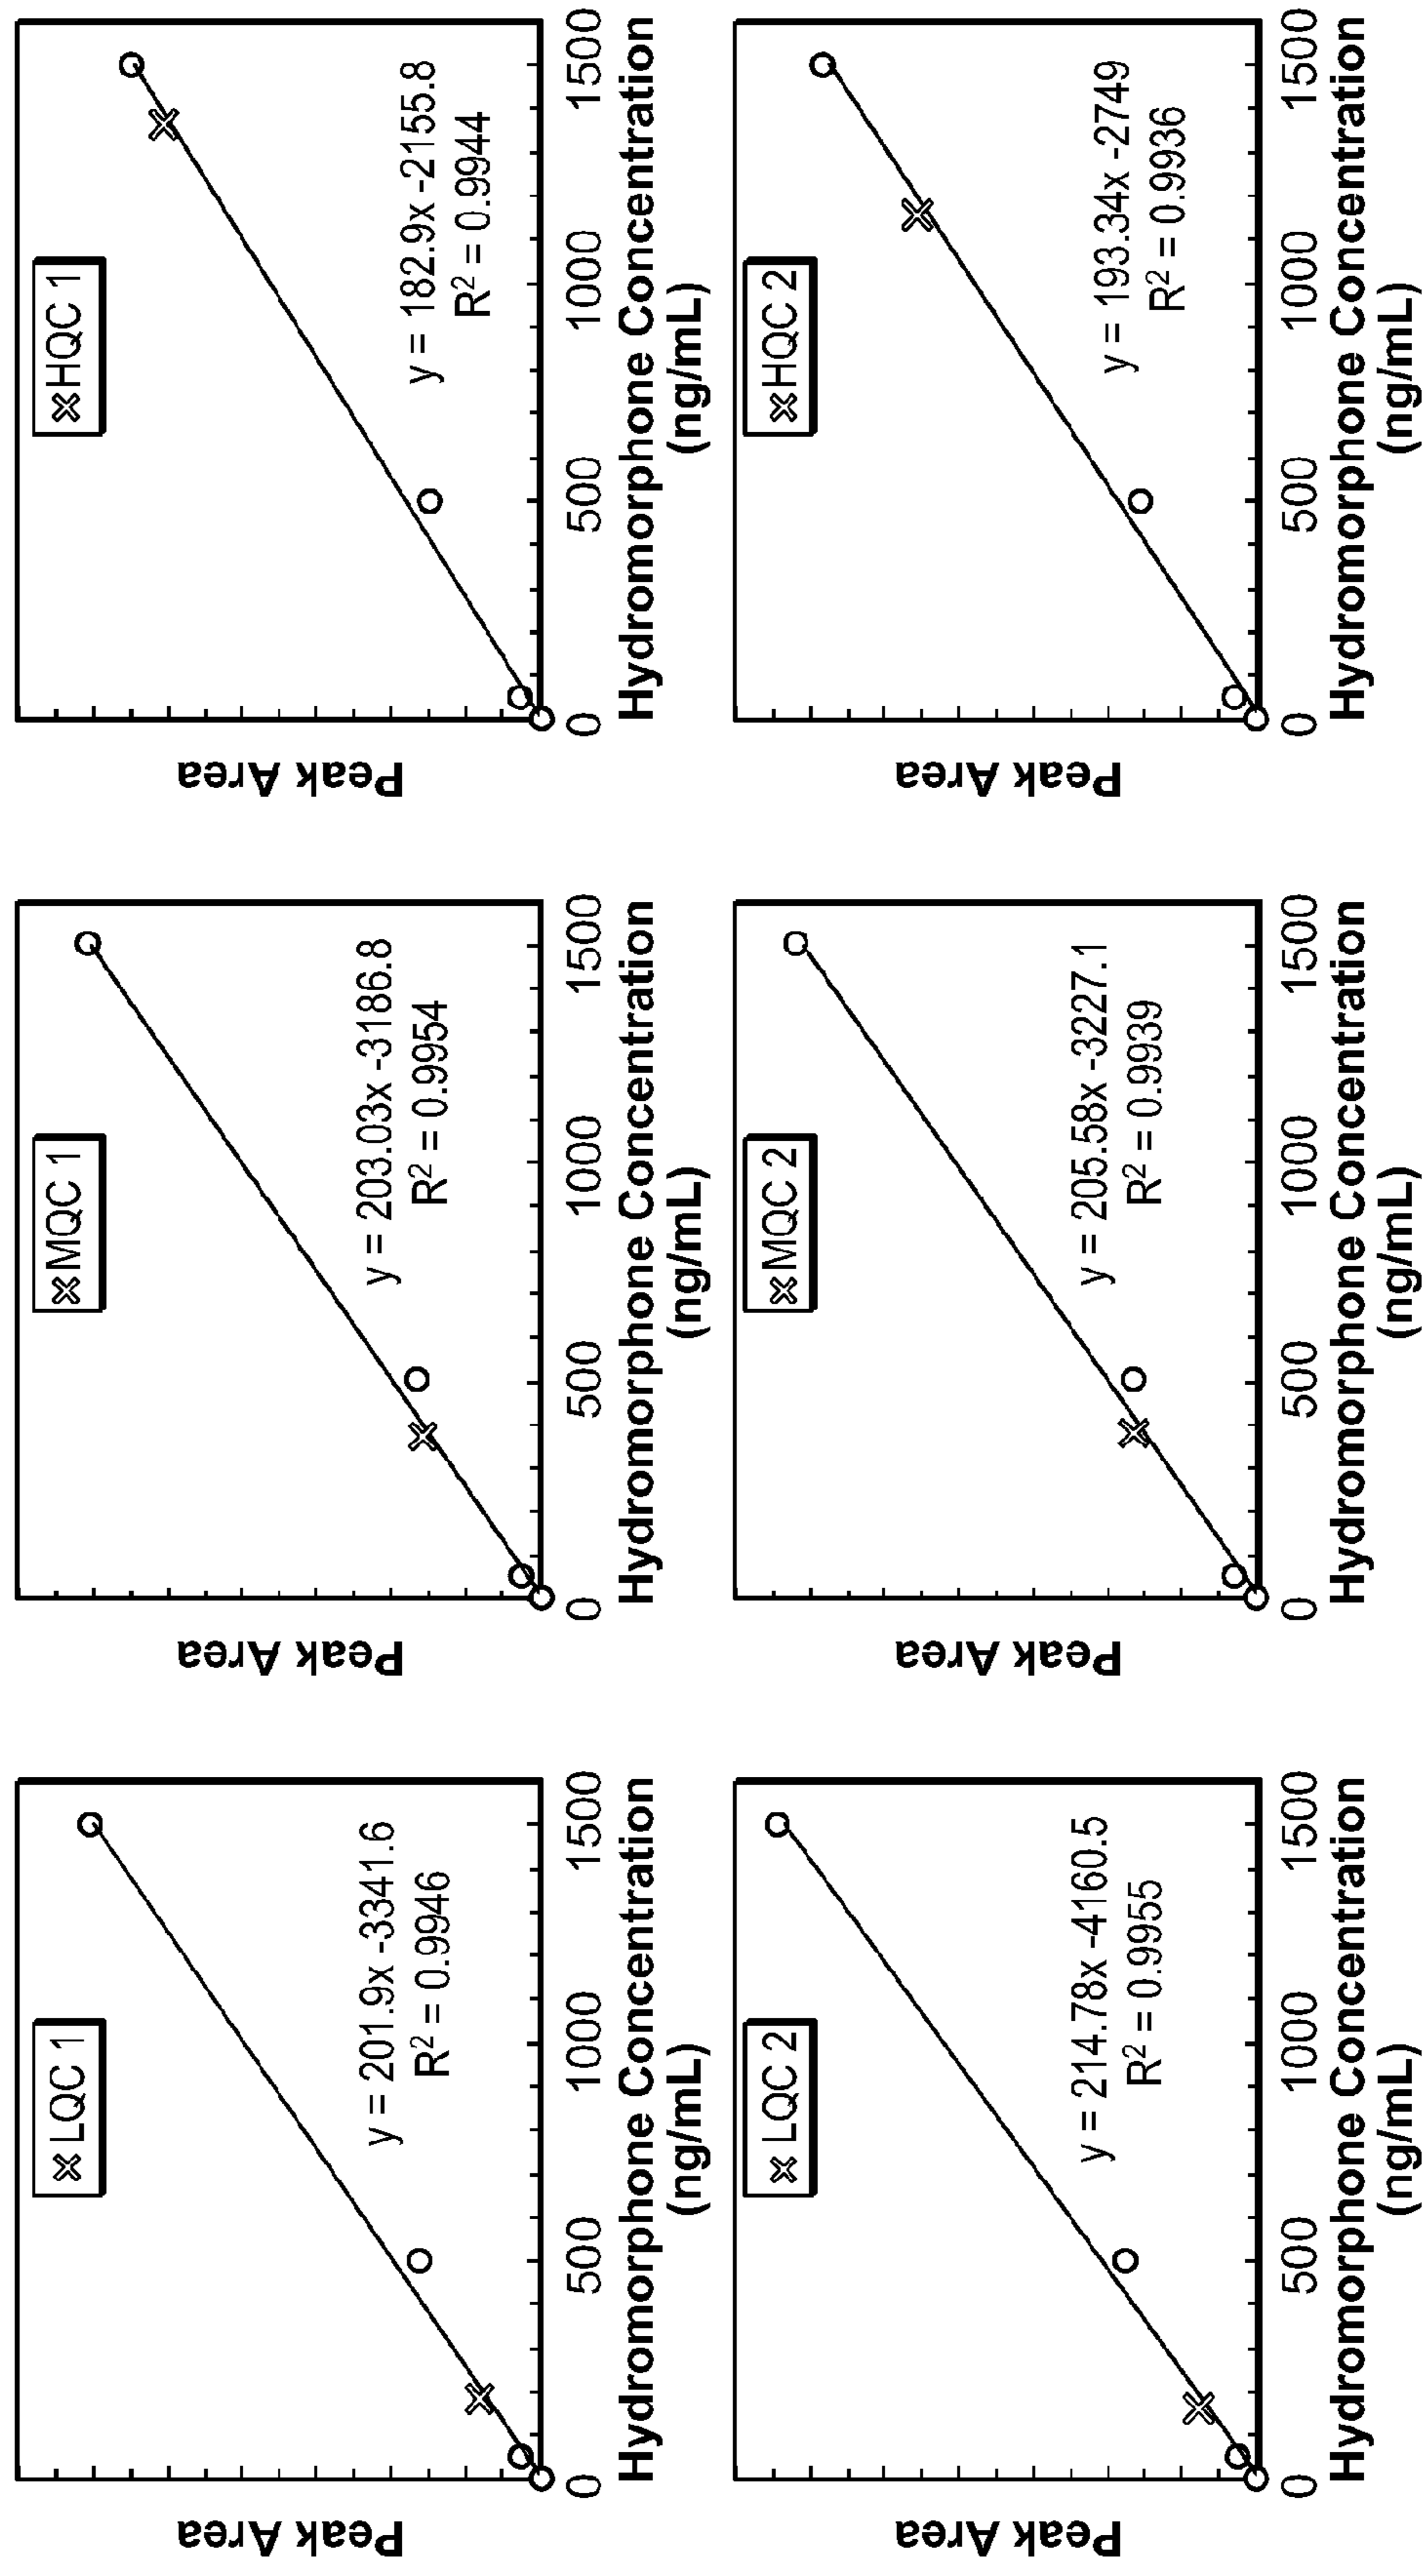 LQC 1
y = 201.9x -3341.6
R² = 0.9946
Peak Area
0 500 1000 1500
Hydromorphone Concentration
(ng/mL)
MQC 1
y = 203.03x -3186.8
R² = 0.9954
Peak Area
0 500 1000 1500
Hydromorphone Concentration
(ng/mL)
HQC 1
y = 182.9x -2155.8
R² = 0.9944
Peak Area
0 500 1000 1500
Hydromorphone Concentration
(ng/mL)
LQC 2
y = 214.78x -4160.5
R² = 0.9955
Peak Area
0 500 1000 1500
Hydromorphone Concentration
(ng/mL)
MQC 2
y = 205.58x -3227.1
R² = 0.9939
Peak Area
0 500 1000 1500
Hydromorphone Concentration
(ng/mL)
HQC 2
y = 193.34x -2749
R² = 0.9936
Peak Area
0 500 1000 1500
Hydromorphone Concentration
(ng/mL)